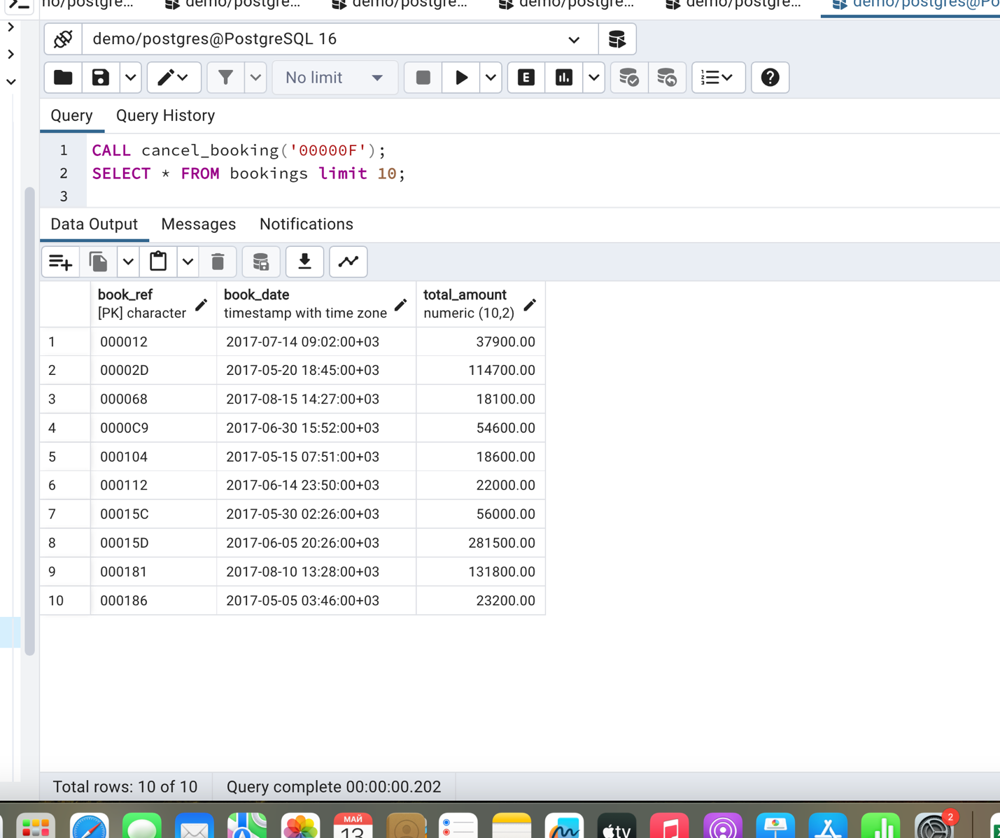 no/postgre... demo/postgre... demo/postgre... demo/postgre... demo/postgre... demo/postgres@Po
demo/postgres@PostgreSQL 16
No limit E
Query Query History
1 CALL cancel_booking('00000F');
2 SELECT * FROM bookings limit 10;
3
Data Output Messages Notifications
book_ref book_date total_amount
[PK] character timestamp with time zone numeric (10,2)
1 000012 2017-07-14 09:02:00+03 37900.00
2 00002D 2017-05-20 18:45:00+03 114700.00
3 000068 2017-08-15 14:27:00+03 18100.00
4 0000C9 2017-06-30 15:52:00+03 54600.00
5 000104 2017-05-15 07:51:00+03 18600.00
6 000112 2017-06-14 23:50:00+03 22000.00
7 00015C 2017-05-30 02:26:00+03 56000.00
8 00015D 2017-06-05 20:26:00+03 281500.00
9 000181 2017-08-10 13:28:00+03 131800.00
10 000186 2017-05-05 03:46:00+03 23200.00
Total rows: 10 of 10 Query complete 00:00:00.202
МАЙ 2
13 tv